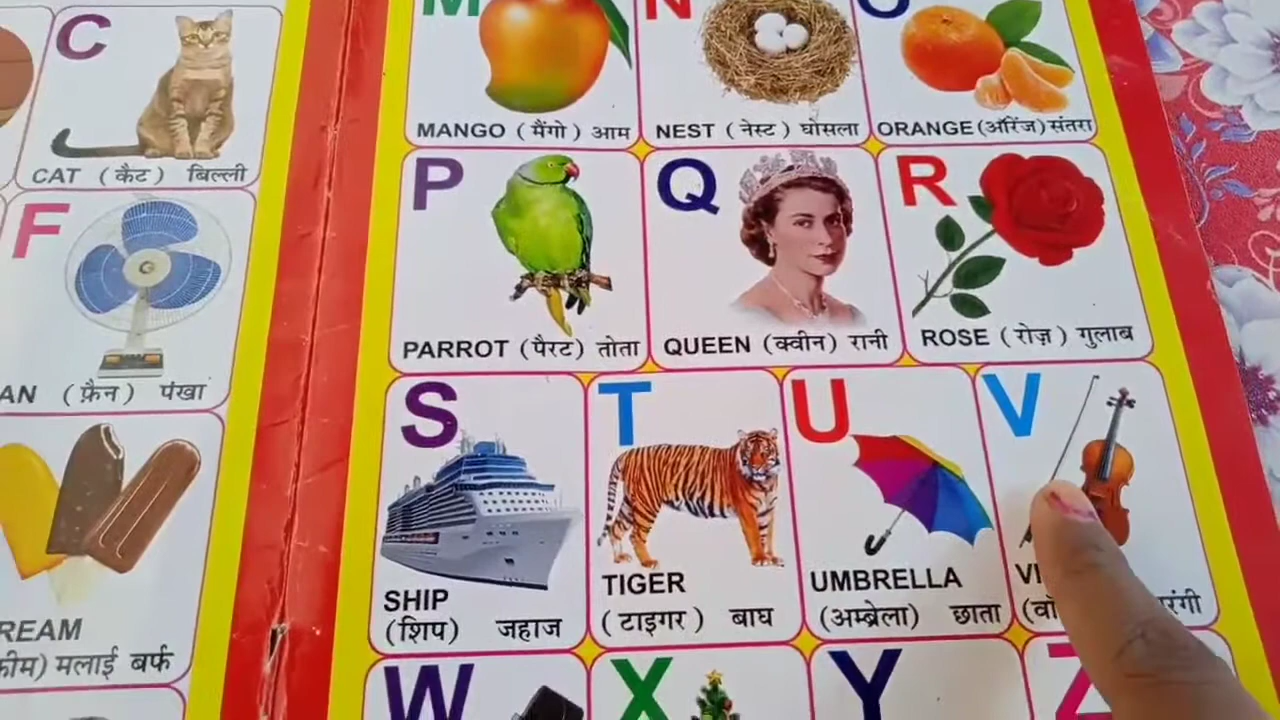 C
CAT (कैट) बिल्ली
F
AN (फ़ैन) पंखा
REAM
मलाई बर्फ
M N O
MANGO (मैंगो) आम
NEST (नेस्ट) घोंसला
ORANGE (ऑरेंज) संतरा
P
PARROT (पैरट) तोता
Q
QUEEN (क्वीन) रानी
R
ROSE (रोज़) गुलाब
S
SHIP
(शिप) जहाज
T
TIGER
(टाइगर) बाघ
U
UMBRELLA
(अम्ब्रेला) छाता
V
W X Y Z